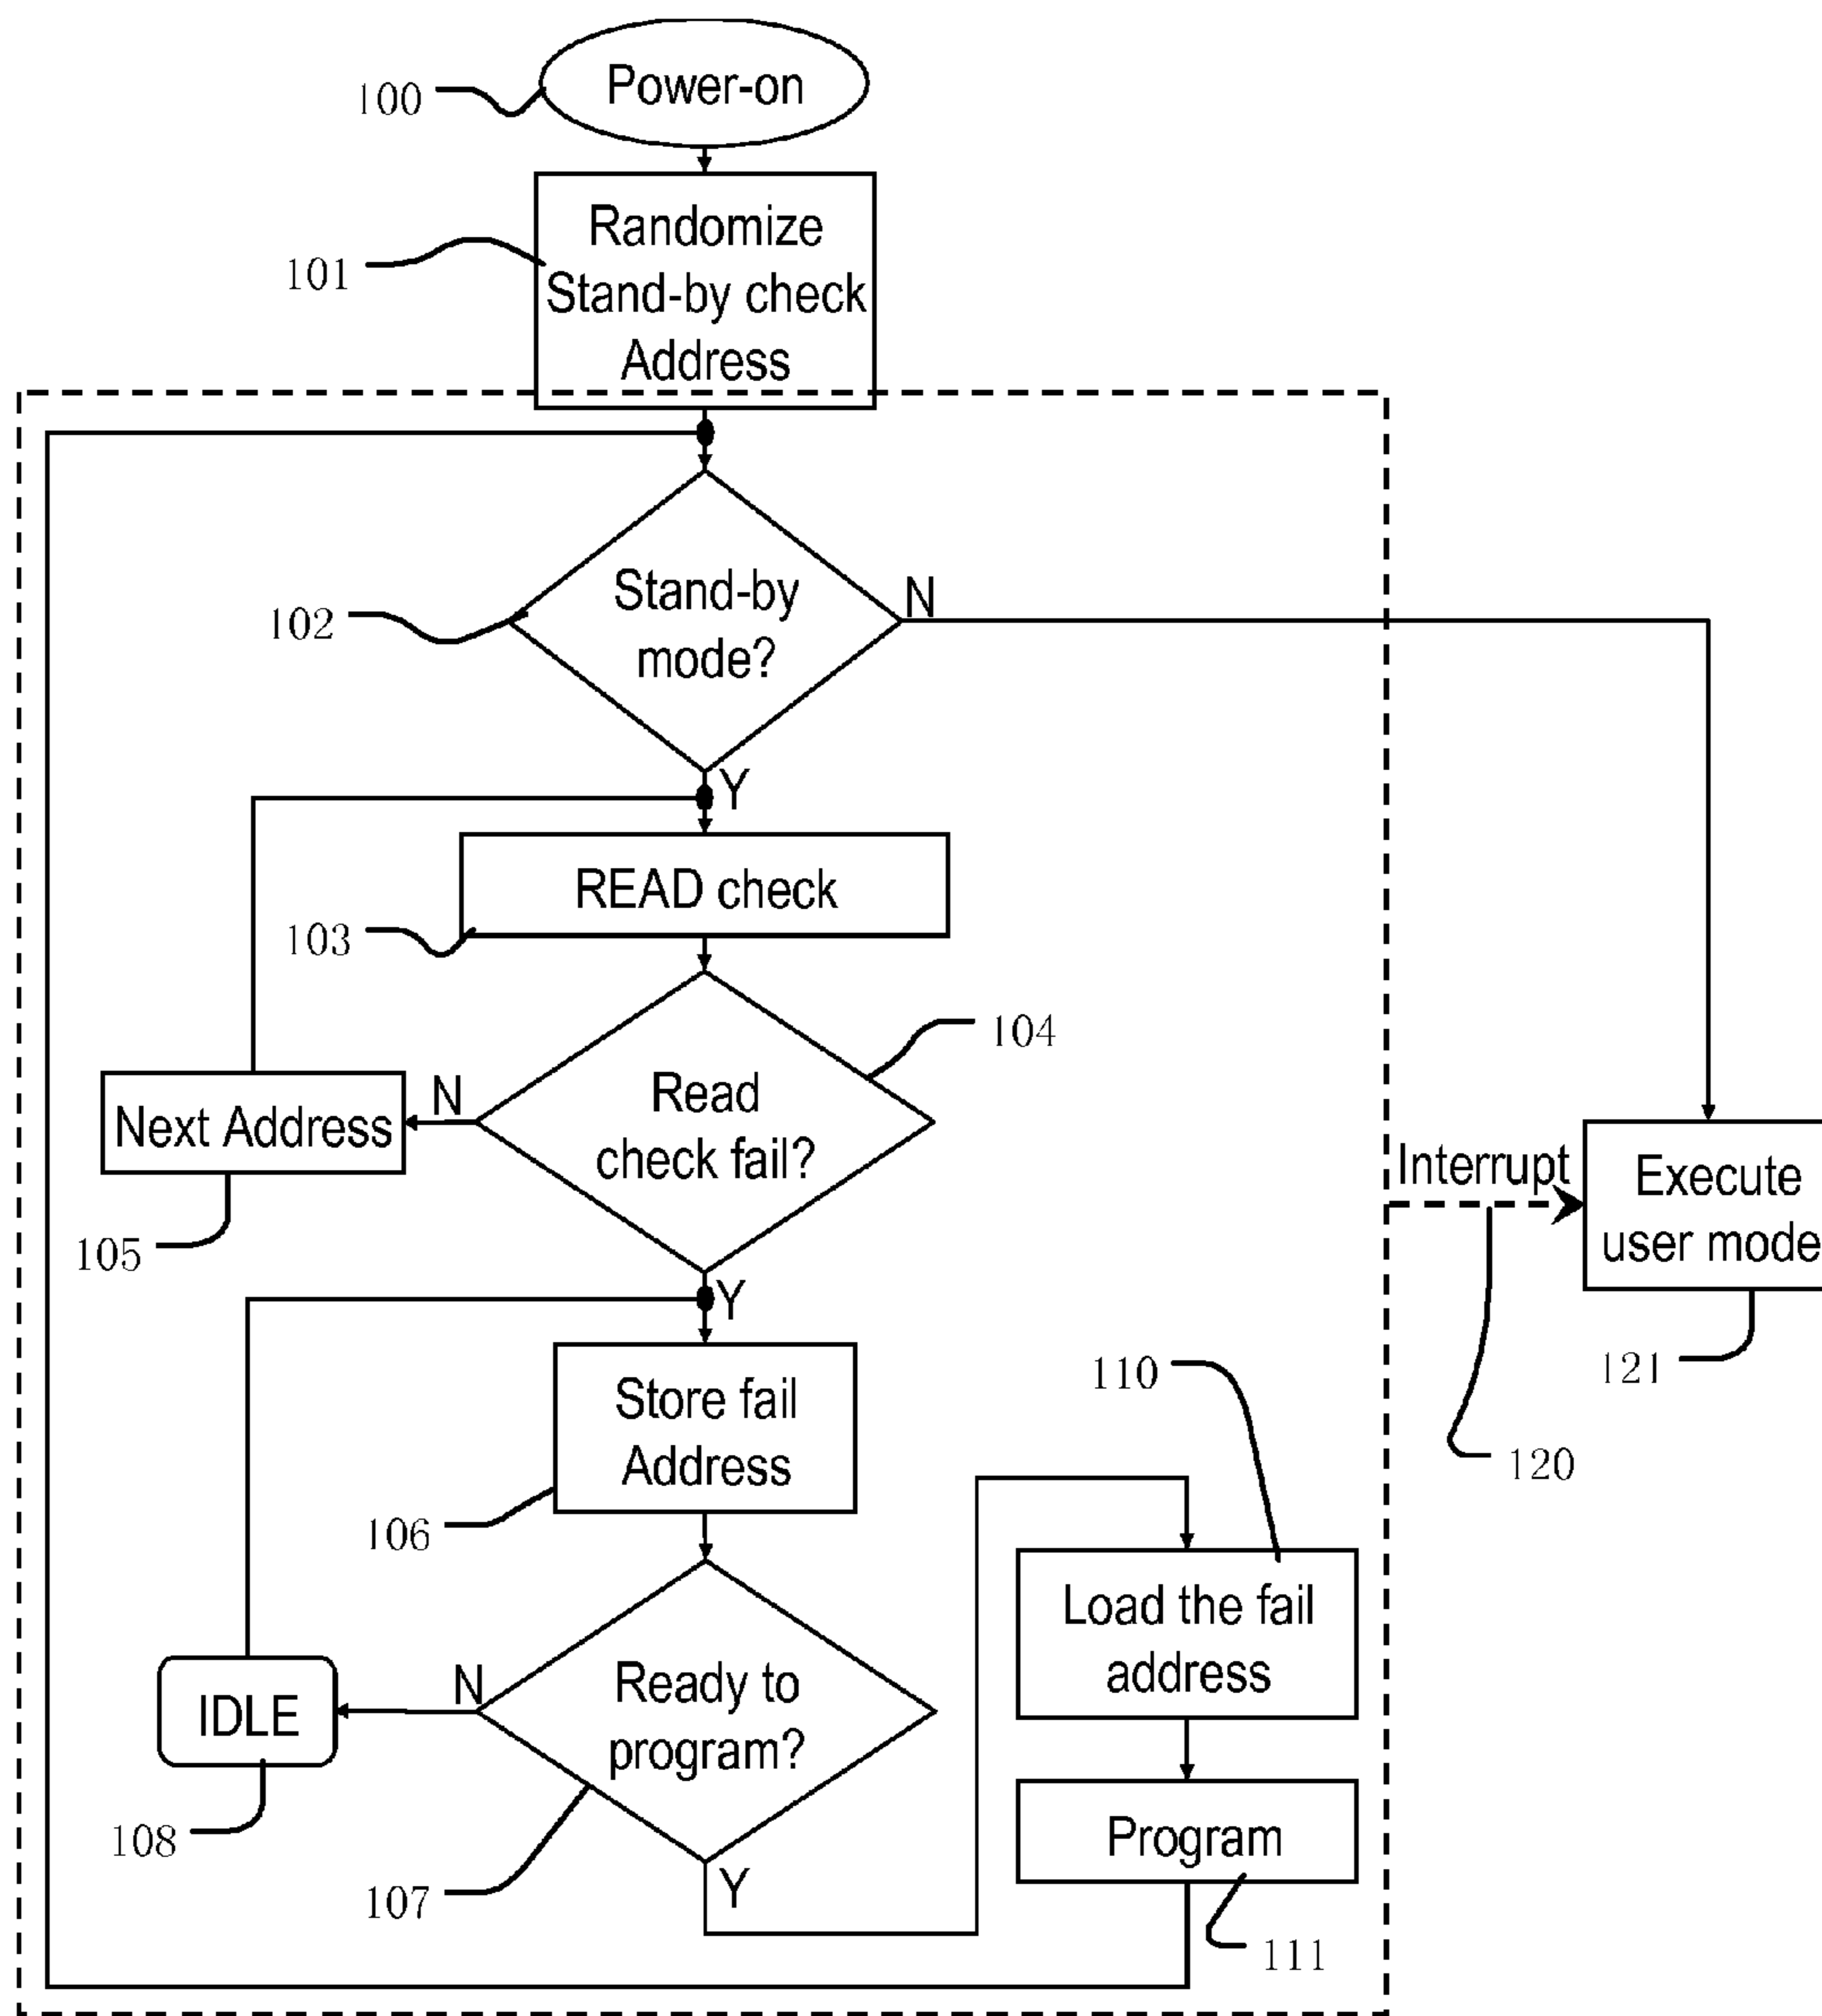 Power-on
100
Randomize
Stand-by check
Address
101
Stand-by
mode?
102
N
Y
READ check
103
104
Read
check fail?
N
Next Address
105
Y
Interrupt
Execute
user mode
120
121
Store fail
Address
106
110
Load the fail
address
Ready to
program?
N
IDLE
108
107
Y
Program
111